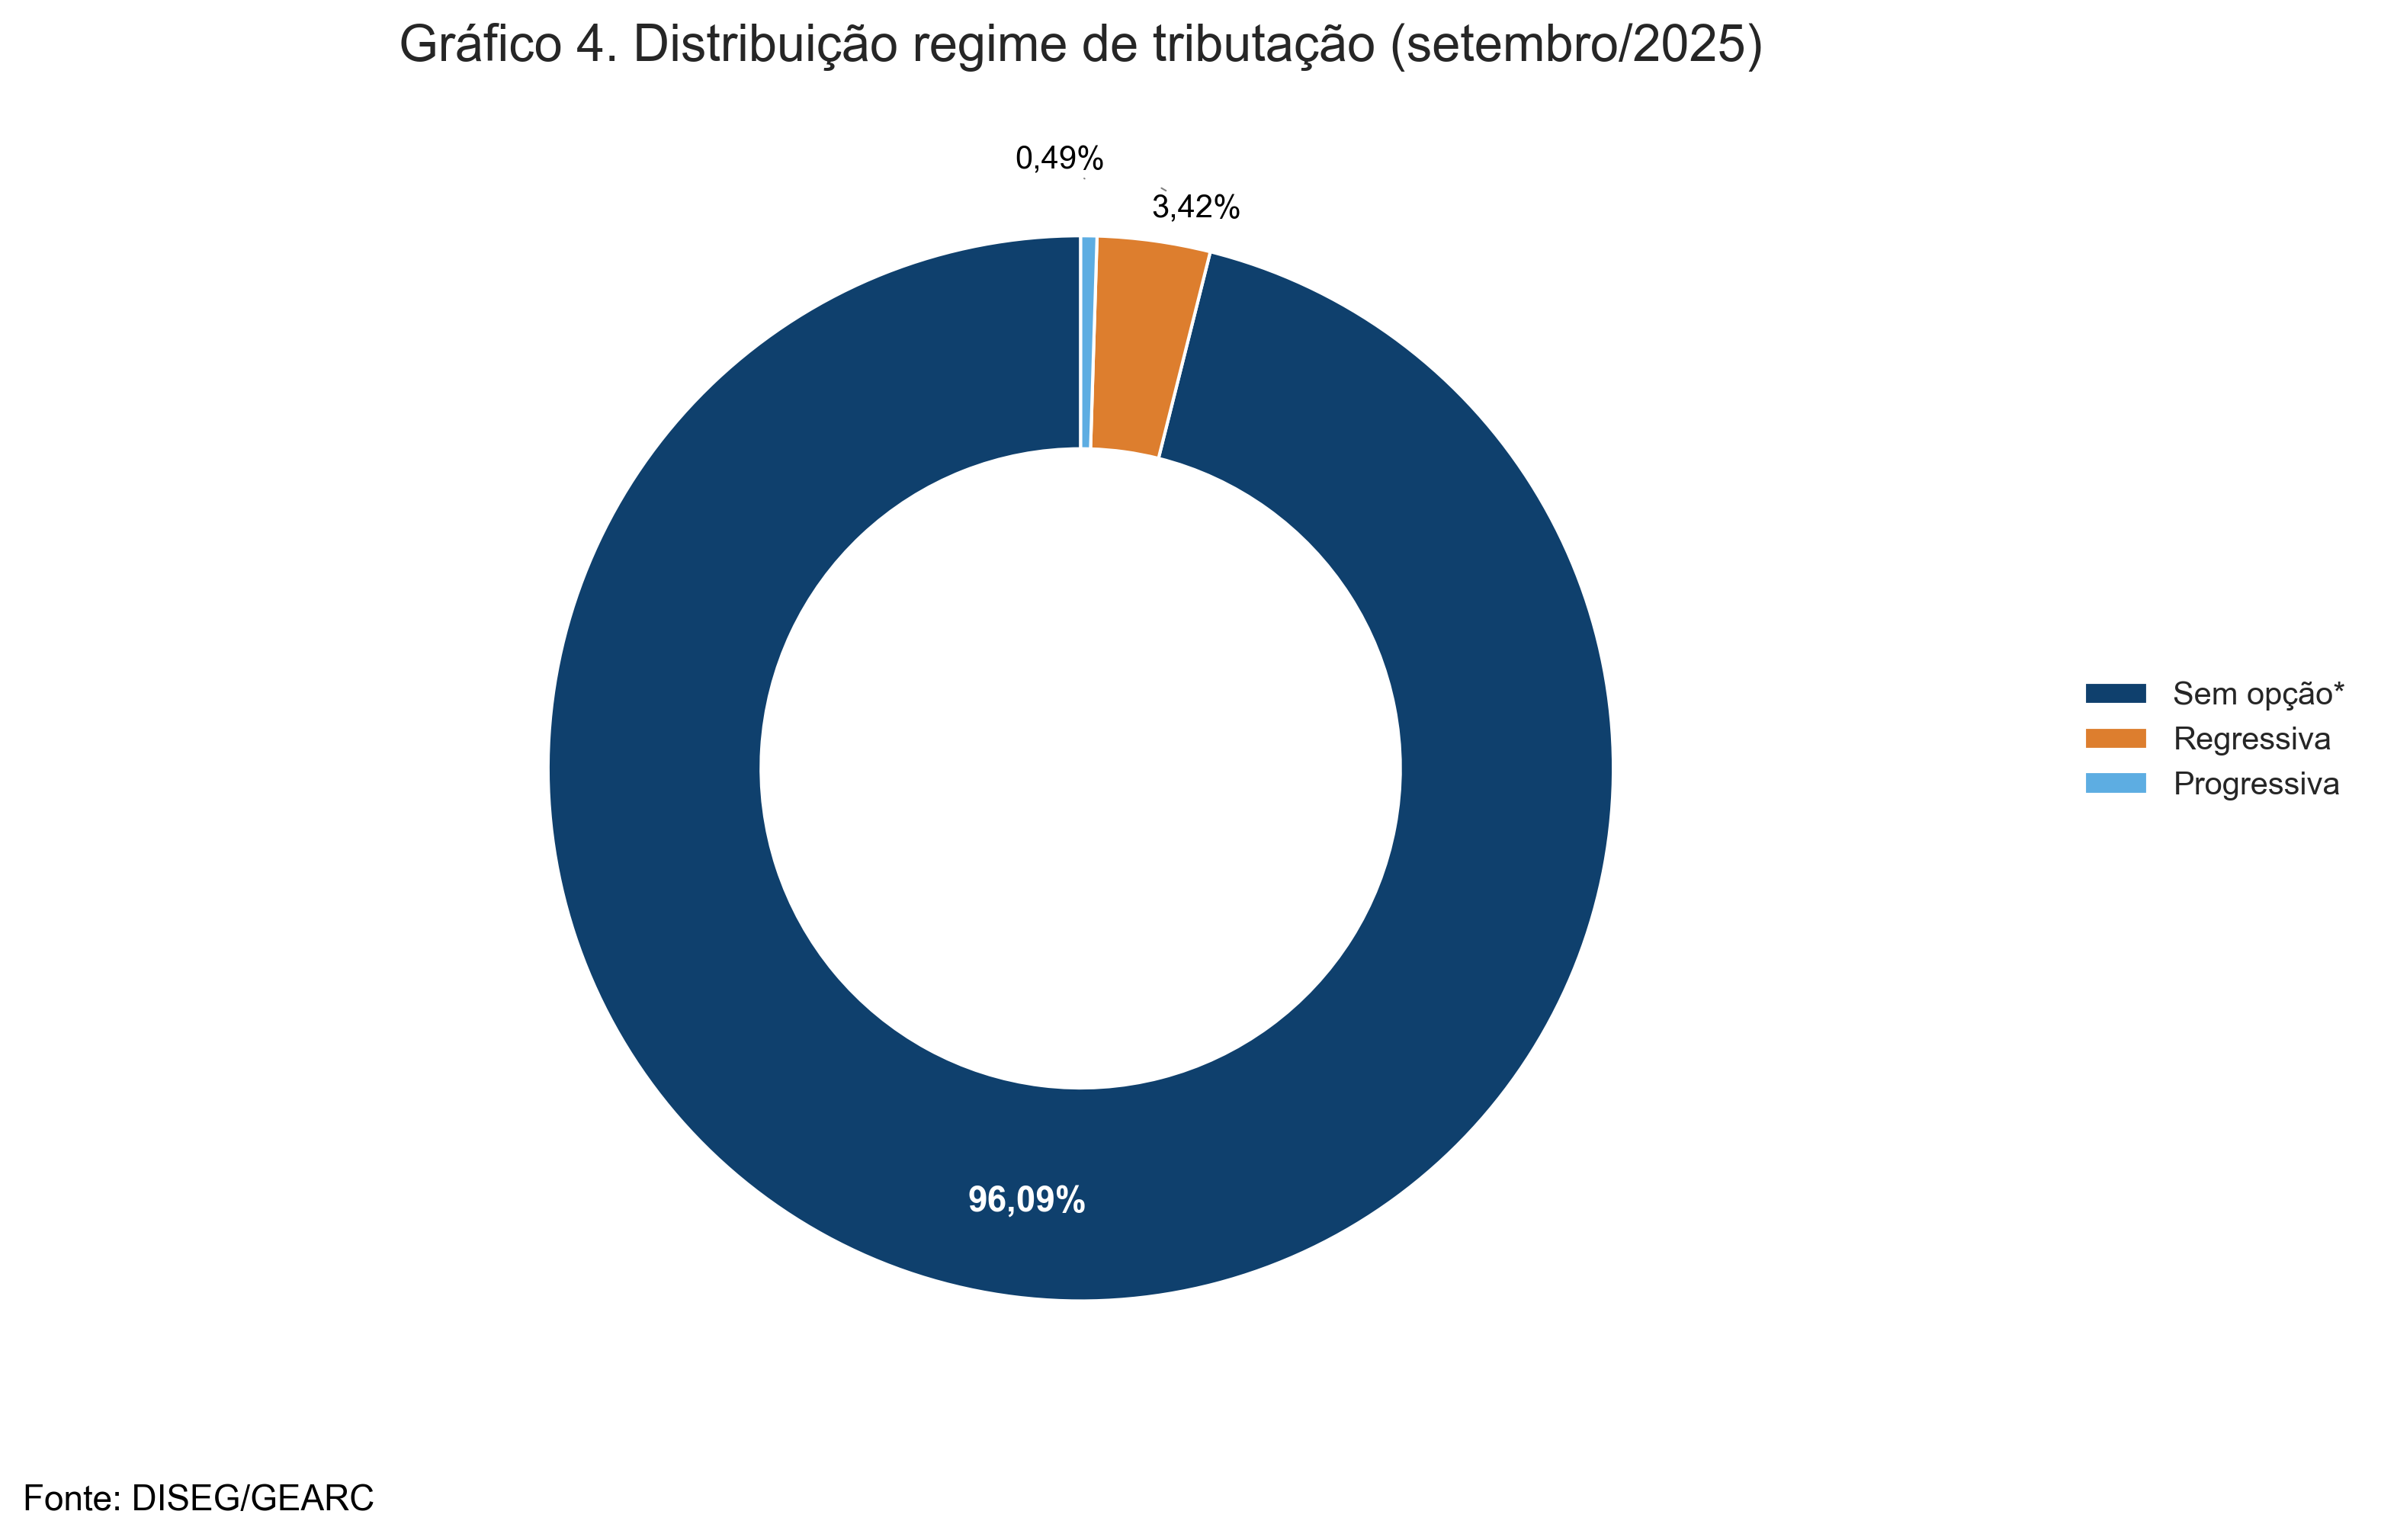 Gráfico 4. Distribuição regime de tributação (setembro/2025)
0,49%
3,42%
Sem opção*
Regressiva
Progressiva
96,09%
Fonte: DISEG/GEARC